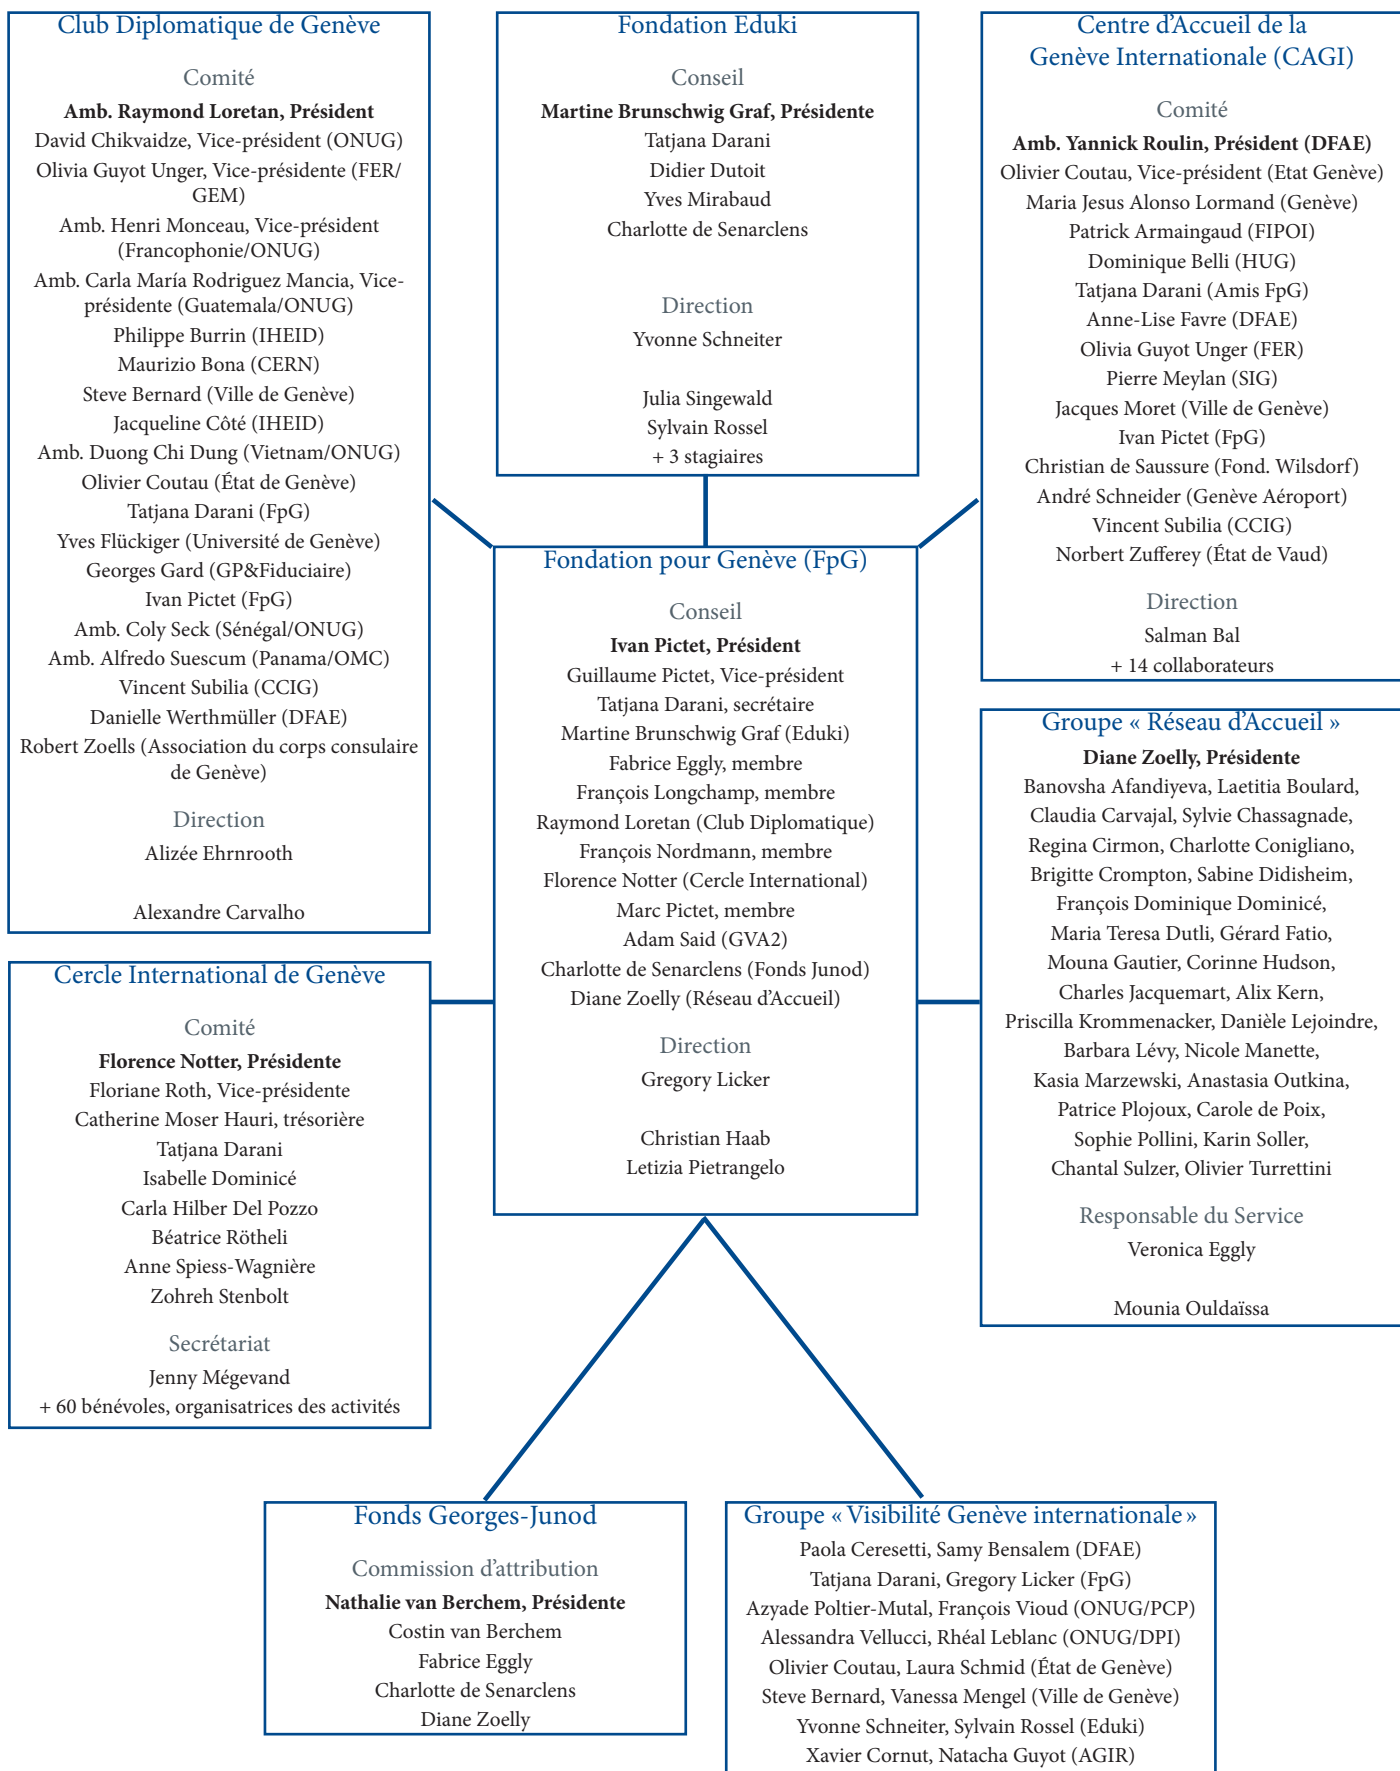 Club Diplomatique de Genève
Comité
Amb. Raymond Loretan, Président
David Chikvaidze, Vice-président (ONUG)
Olivia Guyot Unger, Vice-présidente (FER/
GEM)
Amb. Henri Monceau, Vice-président
(Francophonie/ONUG)
Amb. Carla María Rodriguez Mancia, Vice-
présidente (Guatemala/ONUG)
Philippe Burrin (IHEID)
Maurizio Bona (CERN)
Steve Bernard (Ville de Genève)
Jacqueline Côté (IHEID)
Amb. Duong Chi Dung (Vietnam/ONUG)
Olivier Coutau (État de Genève)
Tatjana Darani (FpG)
Yves Flückiger (Université de Genève)
Georges Gard (GP&Fiduciaire)
Ivan Pictet (FpG)
Amb. Coly Seck (Sénégal/ONUG)
Amb. Alfredo Suescum (Panama/OMC)
Vincent Subilia (CCIG)
Danielle Werthmüller (DFAE)
Robert Zoells (Association du corps consulaire
de Genève)
Direction
Alizée Ehrnrooth
Alexandre Carvalho
Fondation Eduki
Conseil
Martine Brunschwig Graf, Présidente
Tatjana Darani
Didier Dutoit
Yves Mirabaud
Charlotte de Senarclens
Direction
Yvonne Schneiter
Julia Singewald
Sylvain Rossel
+ 3 stagiaires
Centre d'Accueil de la
Genève Internationale (CAGI)
Comité
Amb. Yannick Roulin, Président (DFAE)
Olivier Coutau, Vice-président (Etat Genève)
Maria Jesus Alonso Lormand (Genève)
Patrick Armaingaud (FIPOI)
Dominique Belli (HUG)
Tatjana Darani (Amis FpG)
Anne-Lise Favre (DFAE)
Olivia Guyot Unger (FER)
Pierre Meylan (SIG)
Jacques Moret (Ville de Genève)
Ivan Pictet (FpG)
Christian de Saussure (Fond. Wilsdorf)
André Schneider (Genève Aéroport)
Vincent Subilia (CCIG)
Norbert Zufferey (État de Vaud)
Direction
Salman Bal
+ 14 collaborateurs
Fondation pour Genève (FpG)
Conseil
Ivan Pictet, Président
Guillaume Pictet, Vice-président
Tatjana Darani, secrétaire
Martine Brunschwig Graf (Eduki)
Fabrice Eggly, membre
François Longchamp, membre
Raymond Loretan (Club Diplomatique)
François Nordmann, membre
Florence Notter (Cercle International)
Marc Pictet, membre
Adam Said (GVA2)
Charlotte de Senarclens (Fonds Junod)
Diane Zoelly (Réseau d'Accueil)
Direction
Gregory Licker
Christian Haab
Letizia Pietrangelo
Groupe « Réseau d'Accueil »
Diane Zoelly, Présidente
Banovsha Afandiyeva, Laetitia Boulard,
Claudia Carvajal, Sylvie Chassagnade,
Regina Cirmon, Charlotte Conigliano,
Brigitte Crompton, Sabine Didisheim,
François Dominique Dominicé,
Maria Teresa Dutli, Gérard Fatio,
Mouna Gautier, Corinne Hudson,
Charles Jacquemart, Alix Kern,
Priscilla Krommenacker, Danièle Lejoindre,
Barbara Lévy, Nicole Manette,
Kasia Marzewski, Anastasia Outkina,
Patrice Plojoux, Carole de Poix,
Sophie Pollini, Karin Soller,
Chantal Sulzer, Olivier Turrettini
Responsable du Service
Veronica Eggly
Mounia Ouldaïssa
Cercle International de Genève
Comité
Florence Notter, Présidente
Floriane Roth, Vice-présidente
Catherine Moser Hauri, trésorière
Tatjana Darani
Isabelle Dominicé
Carla Hilber Del Pozzo
Béatrice Rötheli
Anne Spiess-Wagnière
Zohreh Stenbolt
Secrétariat
Jenny Mégevand
+ 60 bénévoles, organisatrices des activités
Fonds Georges-Junod
Commission d'attribution
Nathalie van Berchem, Présidente
Costin van Berchem
Fabrice Eggly
Charlotte de Senarclens
Diane Zoelly
Groupe « Visibilité Genève internationale »
Paola Ceresetti, Samy Bensalem (DFAE)
Tatjana Darani, Gregory Licker (FpG)
Azyade Poltier-Mutal, François Vioud (ONUG/PCP)
Alessandra Vellucci, Rhéal Leblanc (ONUG/DPI)
Olivier Coutau, Laura Schmid (État de Genève)
Steve Bernard, Vanessa Mengel (Ville de Genève)
Yvonne Schneiter, Sylvain Rossel (Eduki)
Xavier Cornut, Natacha Guyot (AGIR)